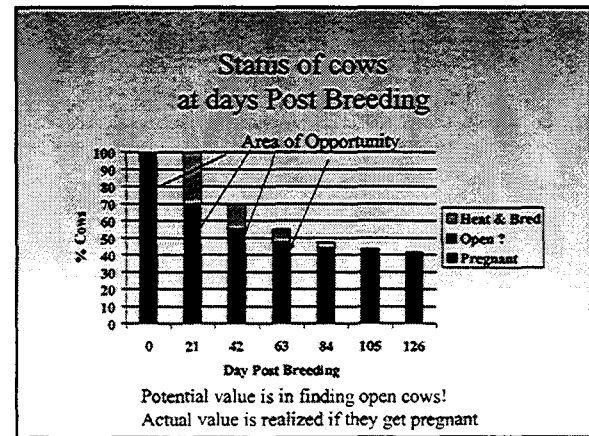 Status of cows
at days Post Breeding
Area of Opportunity
100
90
80
70
60
50
40
30
20
10
0
% Cows
0 21 42 63 84 105 126
Day Post Breeding
Heat & Bred
Open ?
Pregnant
Potential value is in finding open cows!
Actual value is realized if they get pregnant